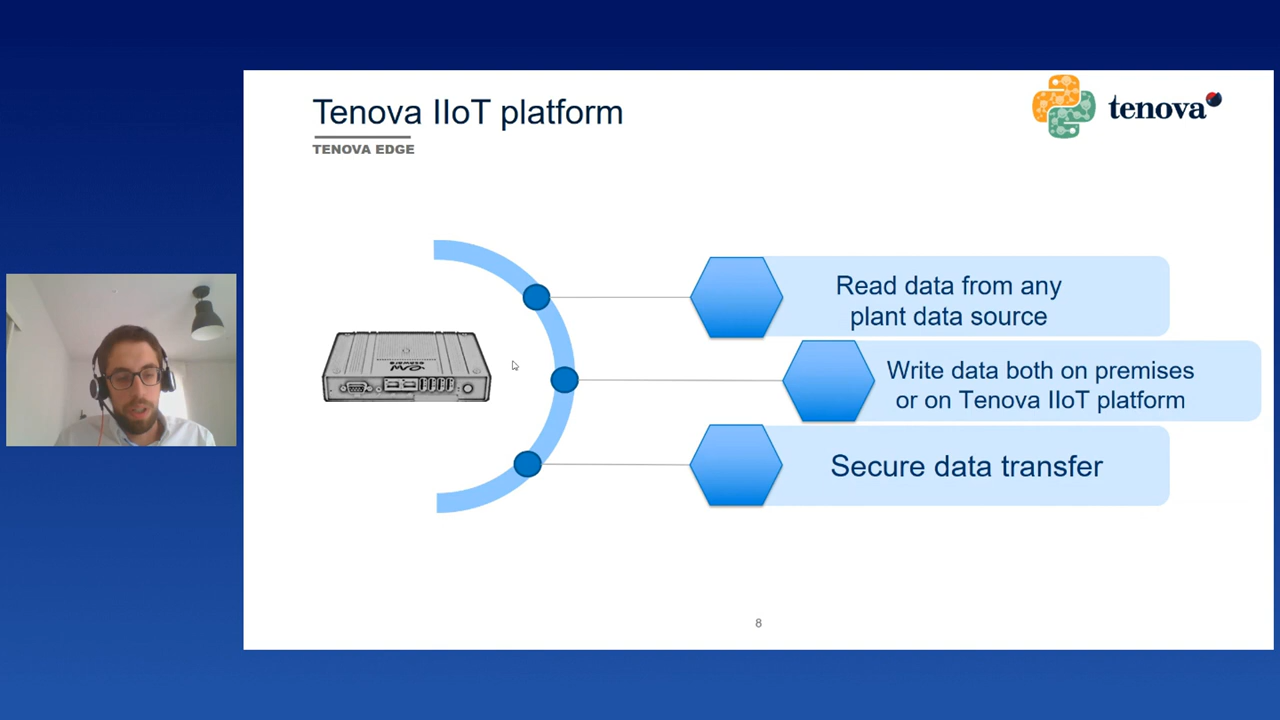 Tenova IIoT platform
TENOVA EDGE
tenova
Read data from any
plant data source
Write data both on premises
or on Tenova IIoT platform
Secure data transfer
8